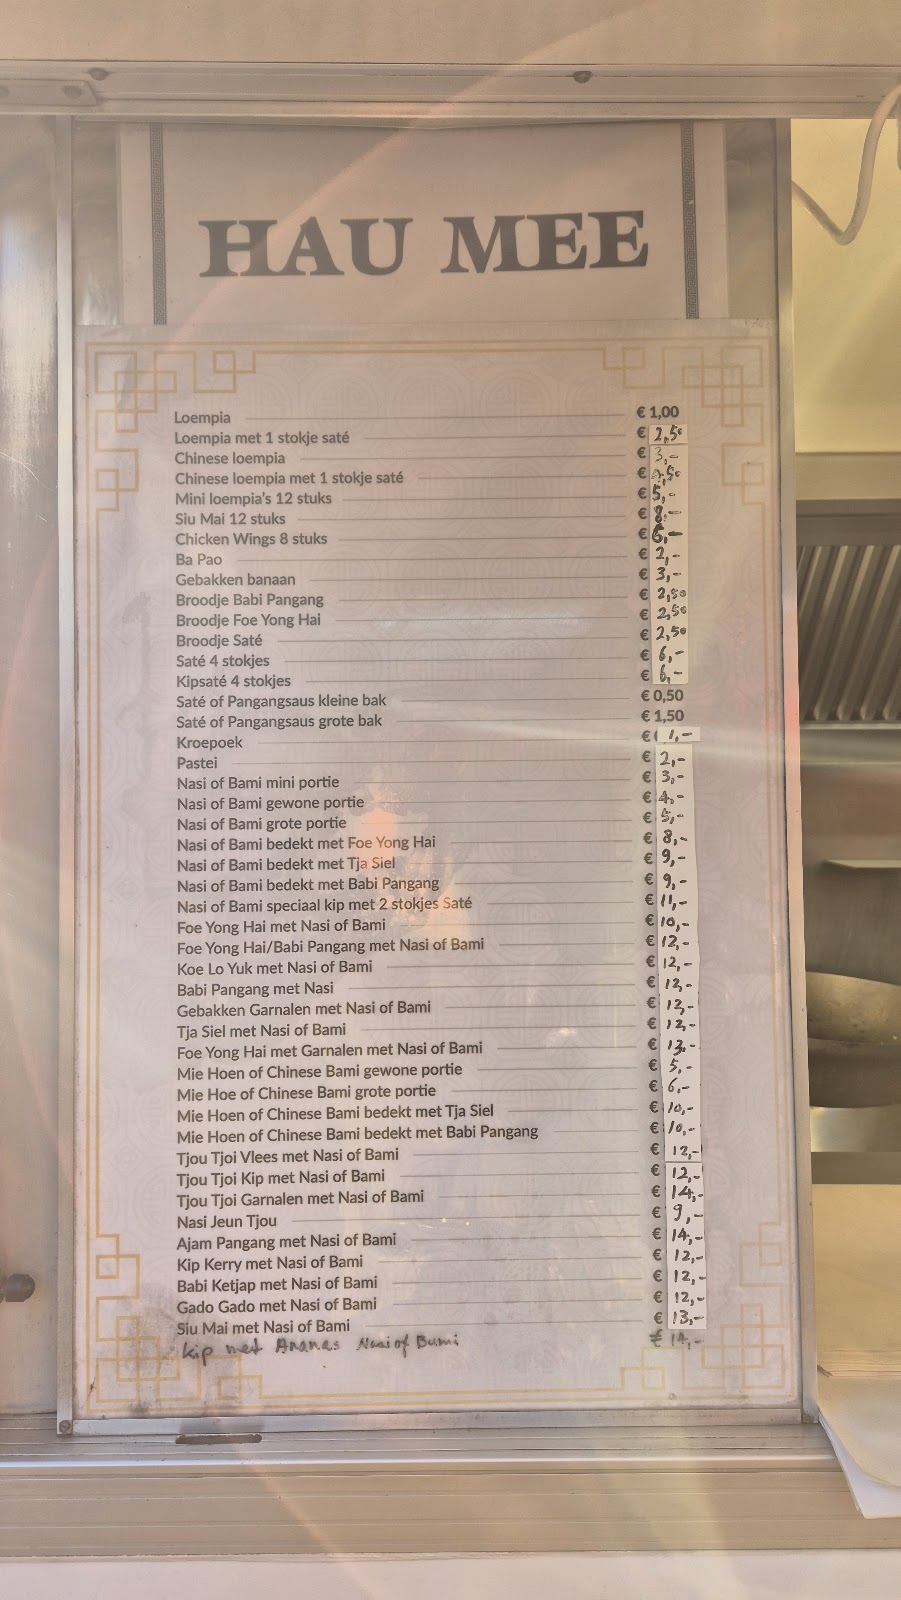 HAU MEE
Loempia € 1,00
Loempia met 1 stokje saté € 2,50
Chinese loempia € 3,-
Chinese loempia met 1 stokje saté € 4,50
Mini loempia's 12 stuks € 5,-
Siu Mai 12 stuks € 8,-
Chicken Wings 8 stuks € 6,-
Ba Pao € 2,-
Gebakken banaan € 3,-
Broodje Babi Pangang € 2,50
Broodje Foe Yong Hai € 2,50
Broodje Saté € 2,50
Saté 4 stokjes € 6,-
Kipsaté 4 stokjes € 6,-
Saté of Pangangsaus kleine bak € 0,50
Saté of Pangangsaus grote bak € 1,50
Kroepoek € 1,-
Pastei € 2,-
Nasi of Bami mini portie € 3,-
Nasi of Bami gewone portie € 4,-
Nasi of Bami grote portie € 5,-
Nasi of Bami bedekt met Foe Yong Hai € 8,-
Nasi of Bami bedekt met Tja Siel € 9,-
Nasi of Bami bedekt met Babi Pangang € 9,-
Nasi of Bami speciaal kip met 2 stokjes Saté € 11,-
Foe Yong Hai met Nasi of Bami € 10,-
Foe Yong Hai/Babi Pangang met Nasi of Bami € 12,-
Koe Lo Yuk met Nasi of Bami € 12,-
Babi Pangang met Nasi € 12,-
Gebakken Garnalen met Nasi of Bami € 12,-
Tja Siel met Nasi of Bami € 12,-
Foe Yong Hai met Garnalen met Nasi of Bami € 13,-
Mie Hoen of Chinese Bami gewone portie € 5,-
Mie Hoe of Chinese Bami grote portie € 6,-
Mie Hoen of Chinese Bami bedekt met Tja Siel € 10,-
Mie Hoen of Chinese Bami bedekt met Babi Pangang € 10,-
Tjou Tjoi Vlees met Nasi of Bami € 12,-
Tjou Tjoi Kip met Nasi of Bami € 12,-
Tjou Tjoi Garnalen met Nasi of Bami € 14,-
Nasi Jeun Tjou € 9,-
Ajam Pangang met Nasi of Bami € 14,-
Kip Kerry met Nasi of Bami € 12,-
Babi Ketjap met Nasi of Bami € 12,-
Gado Gado met Nasi of Bami € 12,-
Siu Mai met Nasi of Bami € 13,-
kip met Ananas Nasi of Bami € 14,-